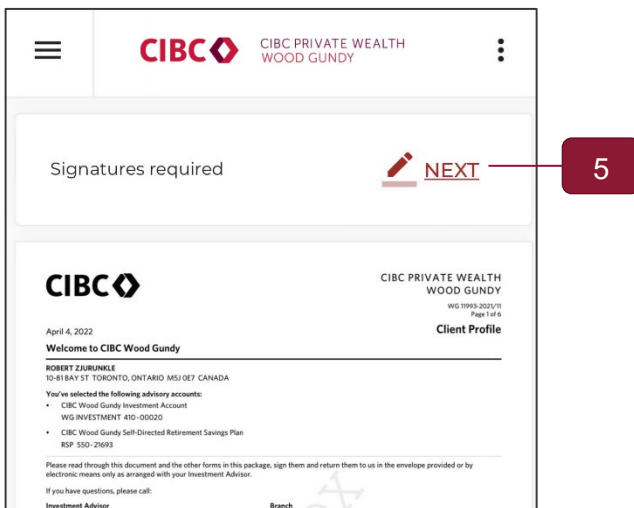 CIBC
CIBC PRIVATE WEALTH
WOOD GUNDY
Signatures required
NEXT
5
CIBC
CIBC PRIVATE WEALTH
WOOD GUNDY
WG 11993-2021/11
Page 1 of 6
April 4, 2022
Client Profile
Welcome to CIBC Wood Gundy
ROBERT ZJURUNKLE
10-81 BAY ST TORONTO, ONTARIO M5J 0E7 CANADA
You've selected the following advisory accounts:
• CIBC Wood Gundy Investment Account
WG INVESTMENT 410-00020
• CIBC Wood Gundy Self-Directed Retirement Savings Plan
RSP 550-21693
Please read through this document and the other forms in this package, sign them and return them to us in the envelope provided or by
electronic means only as arranged with your Investment Advisor.
If you have questions, please call:
Investment Advisor Branch